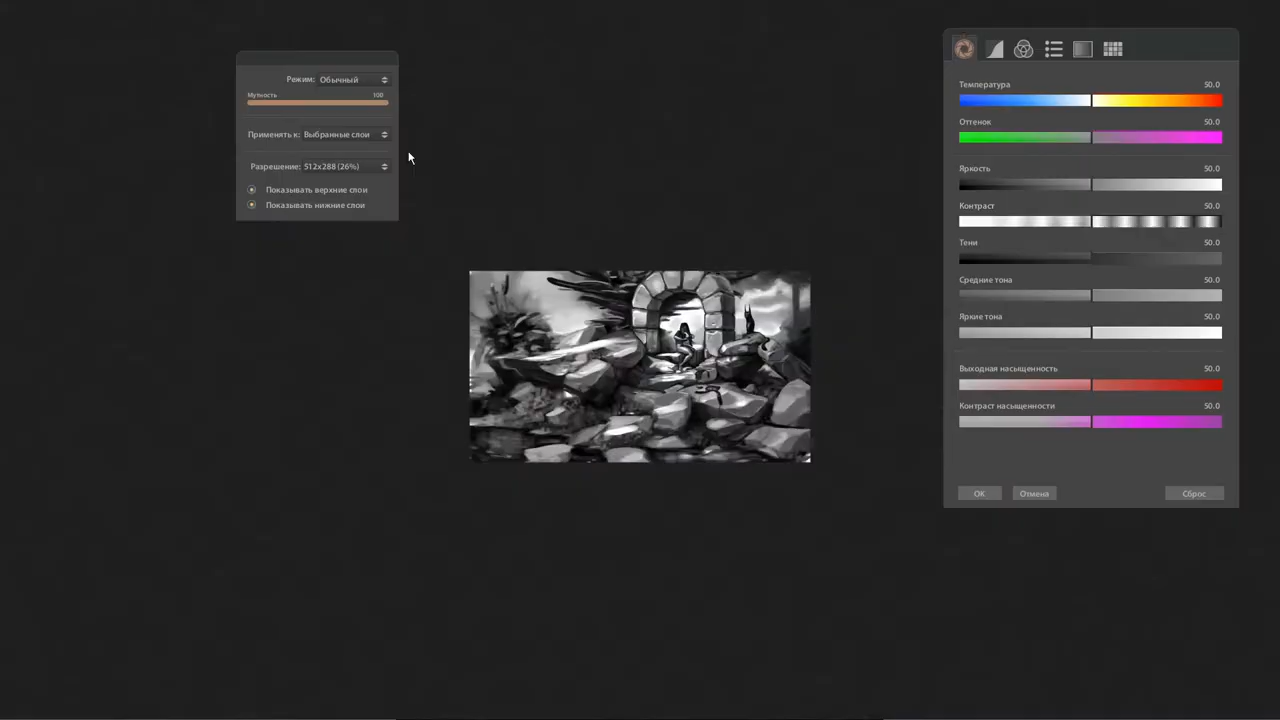 Режим: Обычный
Мутность 100
Применять к: Выбранные слои
Разрешение: 512x288 (26%)
Показывать верхние слои
Показывать нижние слои
Температура 50.0
Оттенок 50.0
Яркость 50.0
Контраст 50.0
Тени 50.0
Средние тона 50.0
Яркие тона 50.0
Выходная насыщенность 50.0
Контраст насыщенности 50.0
OK Отмена Сброс